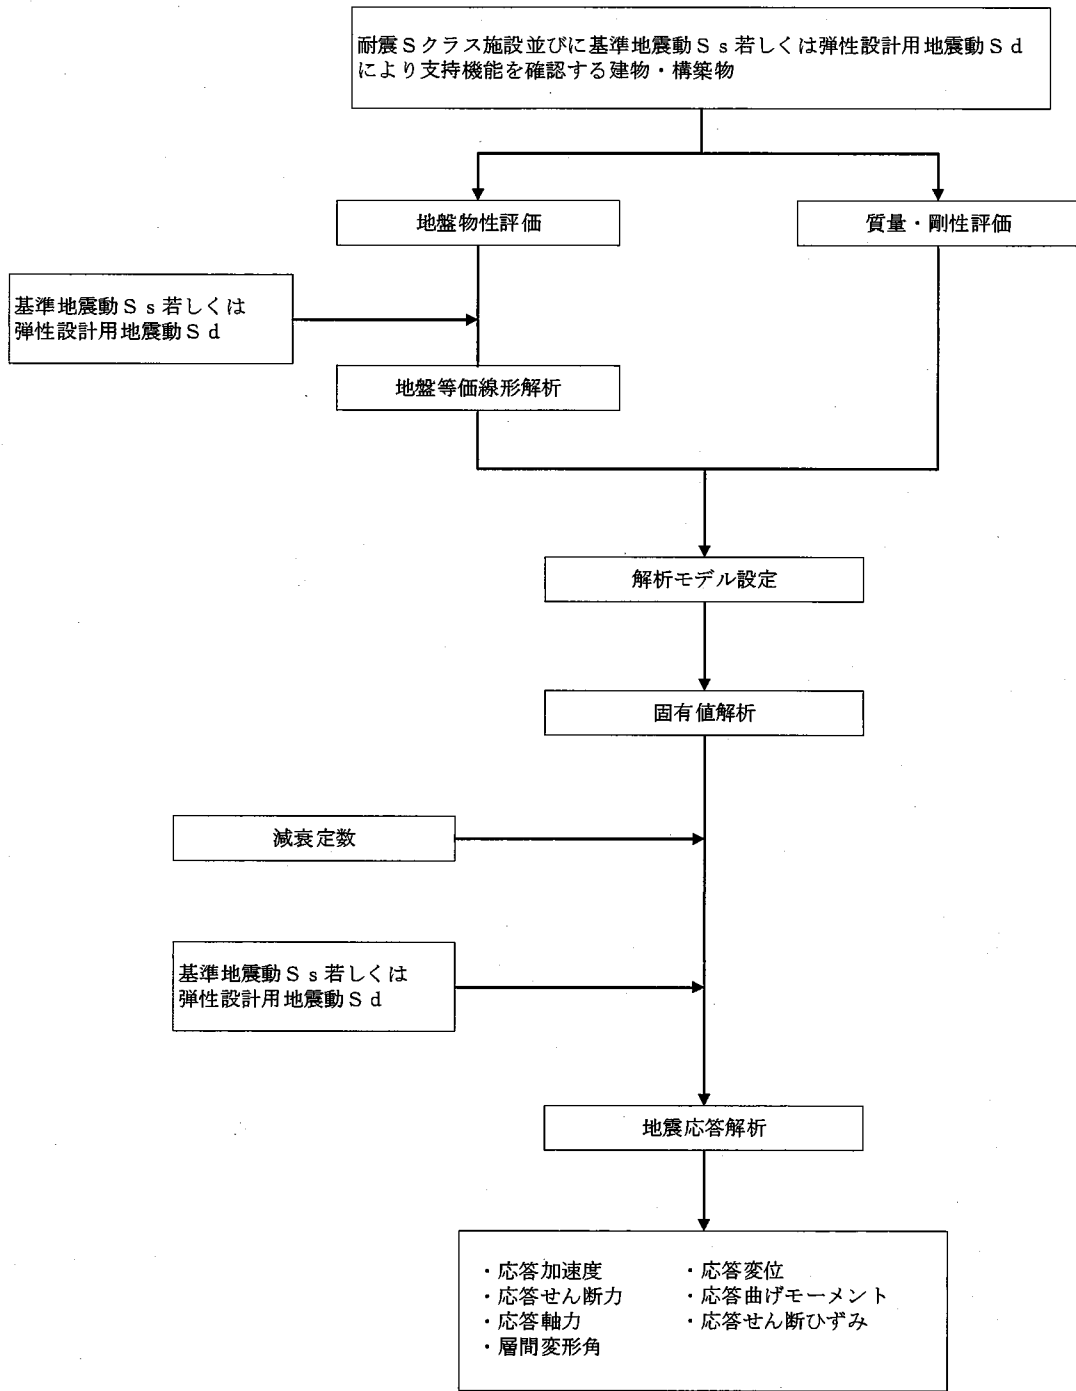 耐震Sクラス施設並びに基準地震動Ss若しくは弾性設計用地震動Sd
により支持機能を確認する建物・構築物
地盤物性評価
質量・剛性評価
基準地震動Ss若しくは
弾性設計用地震動Sd
地盤等価線形解析
解析モデル設定
固有値解析
減衰定数
基準地震動Ss若しくは
弾性設計用地震動Sd
地震応答解析
・応答加速度 ・応答変位
・応答せん断力 ・応答曲げモーメント
・応答軸力 ・応答せん断ひずみ
・層間変形角